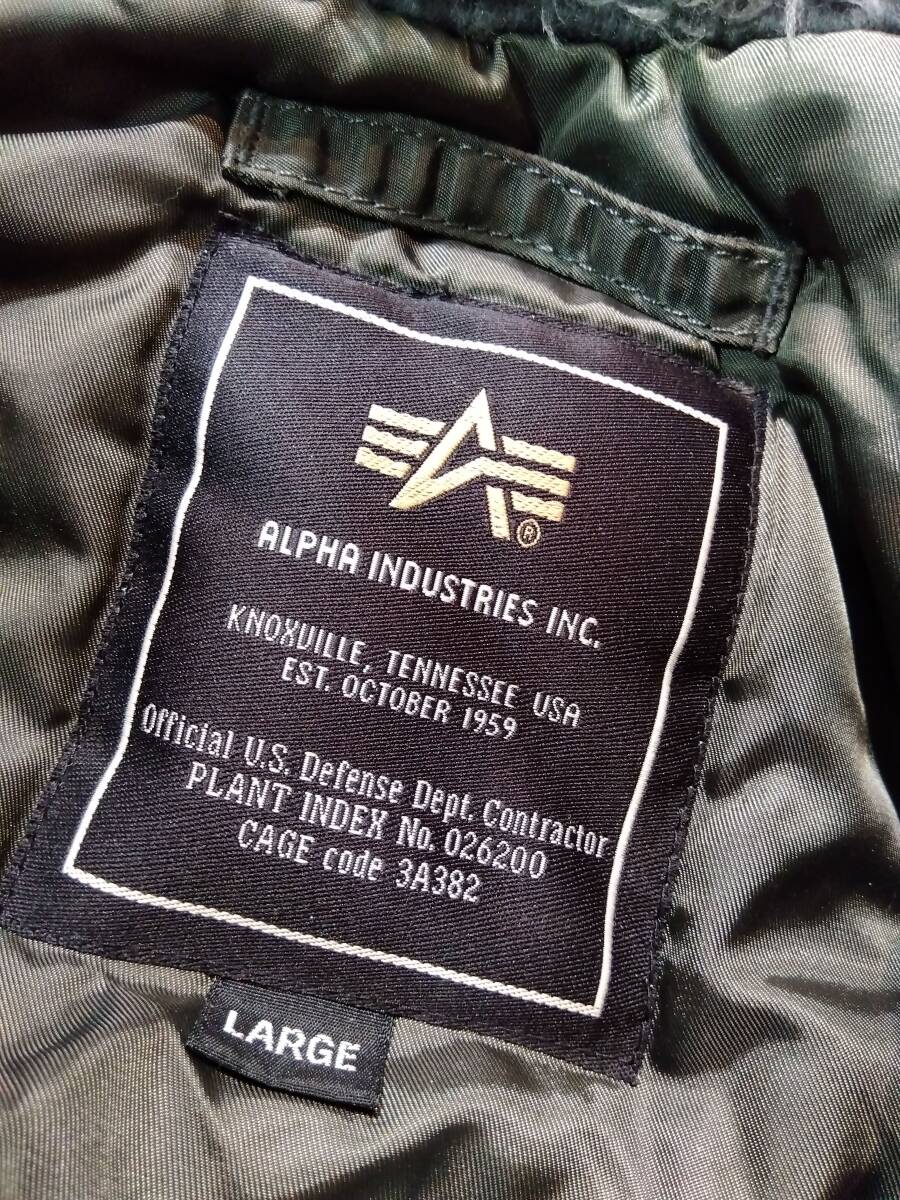 ®
ALPHA INDUSTRIES INC.
KNOXVILLE, TENNESSEE USA
EST. OCTOBER 1959
Official U.S. Defense Dept. Contractor
PLANT INDEX No. 026200
CAGE code 3A382
LARGE